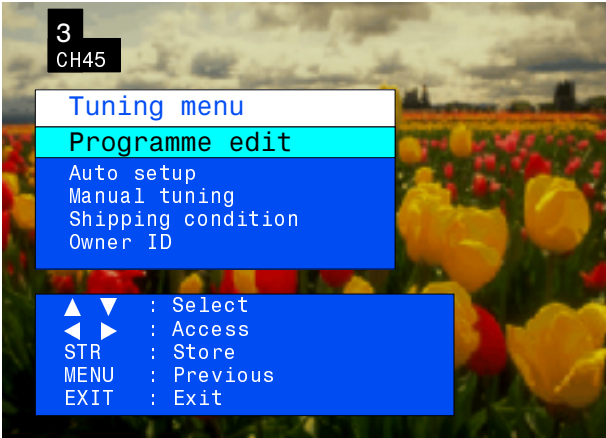 3
CH45
Tuning menu
Programme edit
Auto setup
Manual tuning
Shipping condition
Owner ID
▲ ▼ : Select
◀ ▶ : Access
STR : Store
MENU : Previous
EXIT : Exit